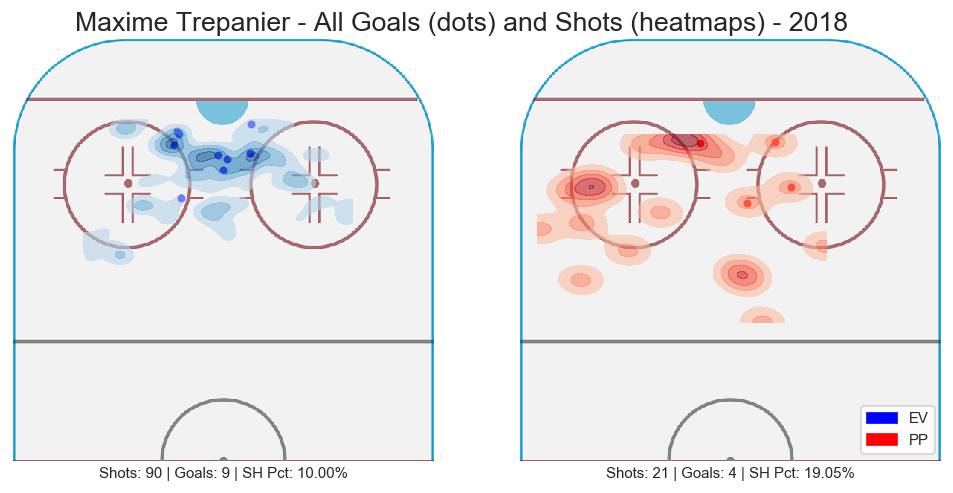 Maxime Trepanier - All Goals (dots) and Shots (heatmaps) - 2018
EV
PP
Shots: 90 | Goals: 9 | SH Pct: 10.00%
Shots: 21 | Goals: 4 | SH Pct: 19.05%